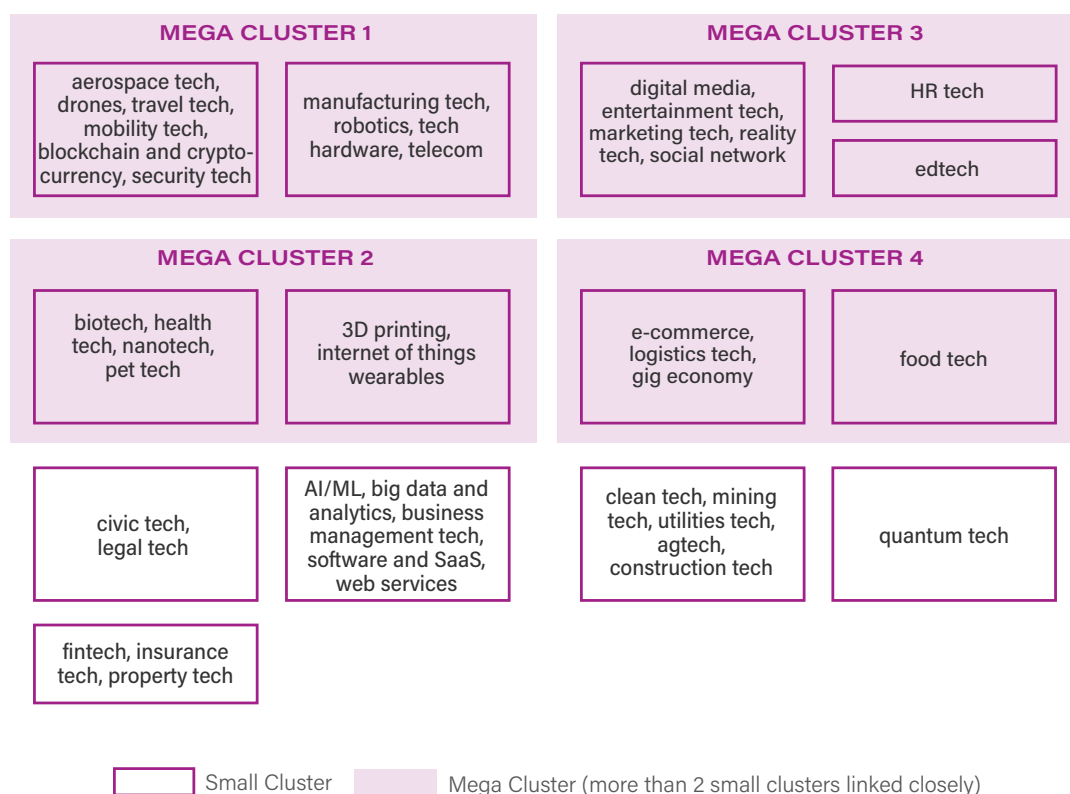 MEGA CLUSTER 1
aerospace tech,
drones, travel tech,
mobility tech,
blockchain and crypto-
currency, security tech
manufacturing tech,
robotics, tech
hardware, telecom
MEGA CLUSTER 3
digital media,
entertainment tech,
marketing tech, reality
tech, social network
HR tech
edtech
MEGA CLUSTER 2
biotech, health
tech, nanotech,
pet tech
3D printing,
internet of things
wearables
MEGA CLUSTER 4
e-commerce,
logistics tech,
gig economy
food tech
civic tech,
legal tech
AI/ML, big data and
analytics, business
management tech,
software and SaaS,
web services
clean tech, mining
tech, utilities tech,
agtech,
construction tech
quantum tech
fintech, insurance
tech, property tech
Small Cluster
Mega Cluster (more than 2 small clusters linked closely)